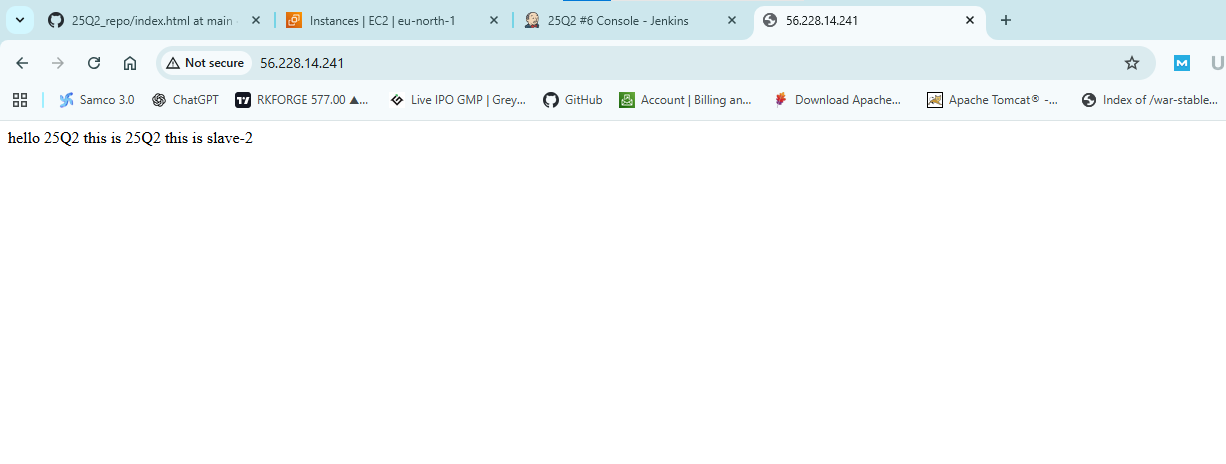 25Q2_repo/index.html at main
Instances | EC2 | eu-north-1
25Q2 #6 Console - Jenkins
56.228.14.241
Not secure
56.228.14.241
Samco 3.0
ChatGPT
RKFORGE 577.00 ▲...
Live IPO GMP | Grey...
GitHub
Account | Billing an...
Download Apache...
Apache Tomcat® -...
Index of /war-stable...
hello 25Q2 this is 25Q2 this is slave-2